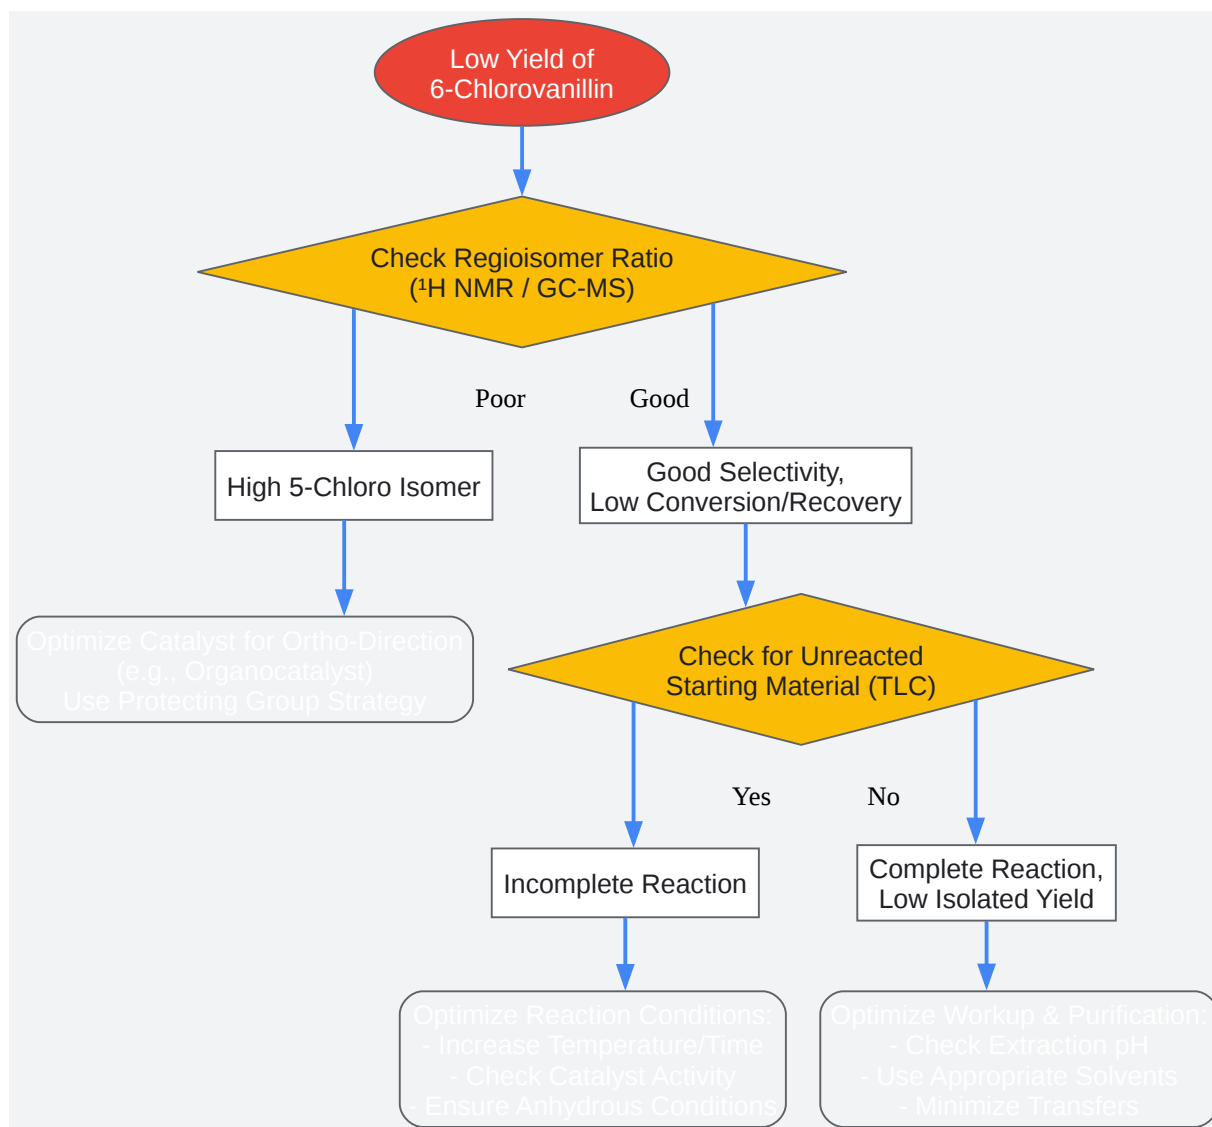 Low Yield of
6-Chlorovanillin
Check Regioisomer Ratio
(¹H NMR / GC-MS)
Poor
Good
High 5-Chloro Isomer
Good Selectivity,
Low Conversion/Recovery
Optimize Catalyst for Ortho-Direction
(e.g., Organocatalyst)
Use Protecting Group Strategy
Check for Unreacted
Starting Material (TLC)
Yes
No
Incomplete Reaction
Complete Reaction,
Low Isolated Yield
Optimize Reaction Conditions:
- Increase Temperature/Time
- Check Catalyst Activity
- Ensure Anhydrous Conditions
Optimize Workup & Purification:
- Check Extraction pH
- Use Appropriate Solvents
- Minimize Transfers